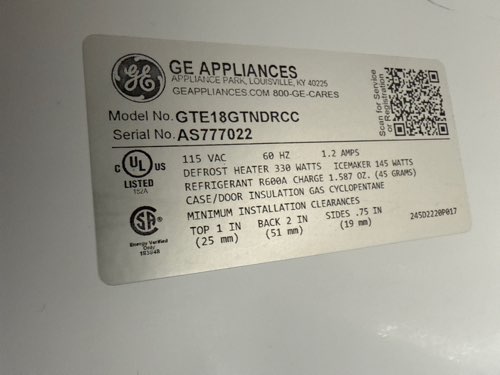 GE APPLIANCES
APPLIANCE PARK, LOUISVILLE, KY 40225
GEAPPLIANCES.COM 800-GE-CARES
Scan for Service
or Registration
Model No. GTE18GTNDRCC
Serial No. AS777022
C UL US
LISTED
152A
115 VAC 60 HZ 1.2 AMPS
DEFROST HEATER 330 WATTS ICEMAKER 145 WATTS
REFRIGERANT R600A CHARGE 1.587 OZ. (45 GRAMS)
CASE/DOOR INSULATION GAS CYCLOPENTANE
MINIMUM INSTALLATION CLEARANCES
TOP 1 IN BACK 2 IN SIDES .75 IN
(25 mm) (51 mm) (19 mm)
245D2220P017
Energy Verified